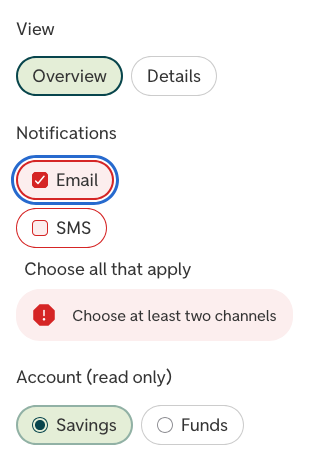 View
Overview Details
Notifications
Email
SMS
Choose all that apply
Choose at least two channels
Account (read only)
Savings Funds